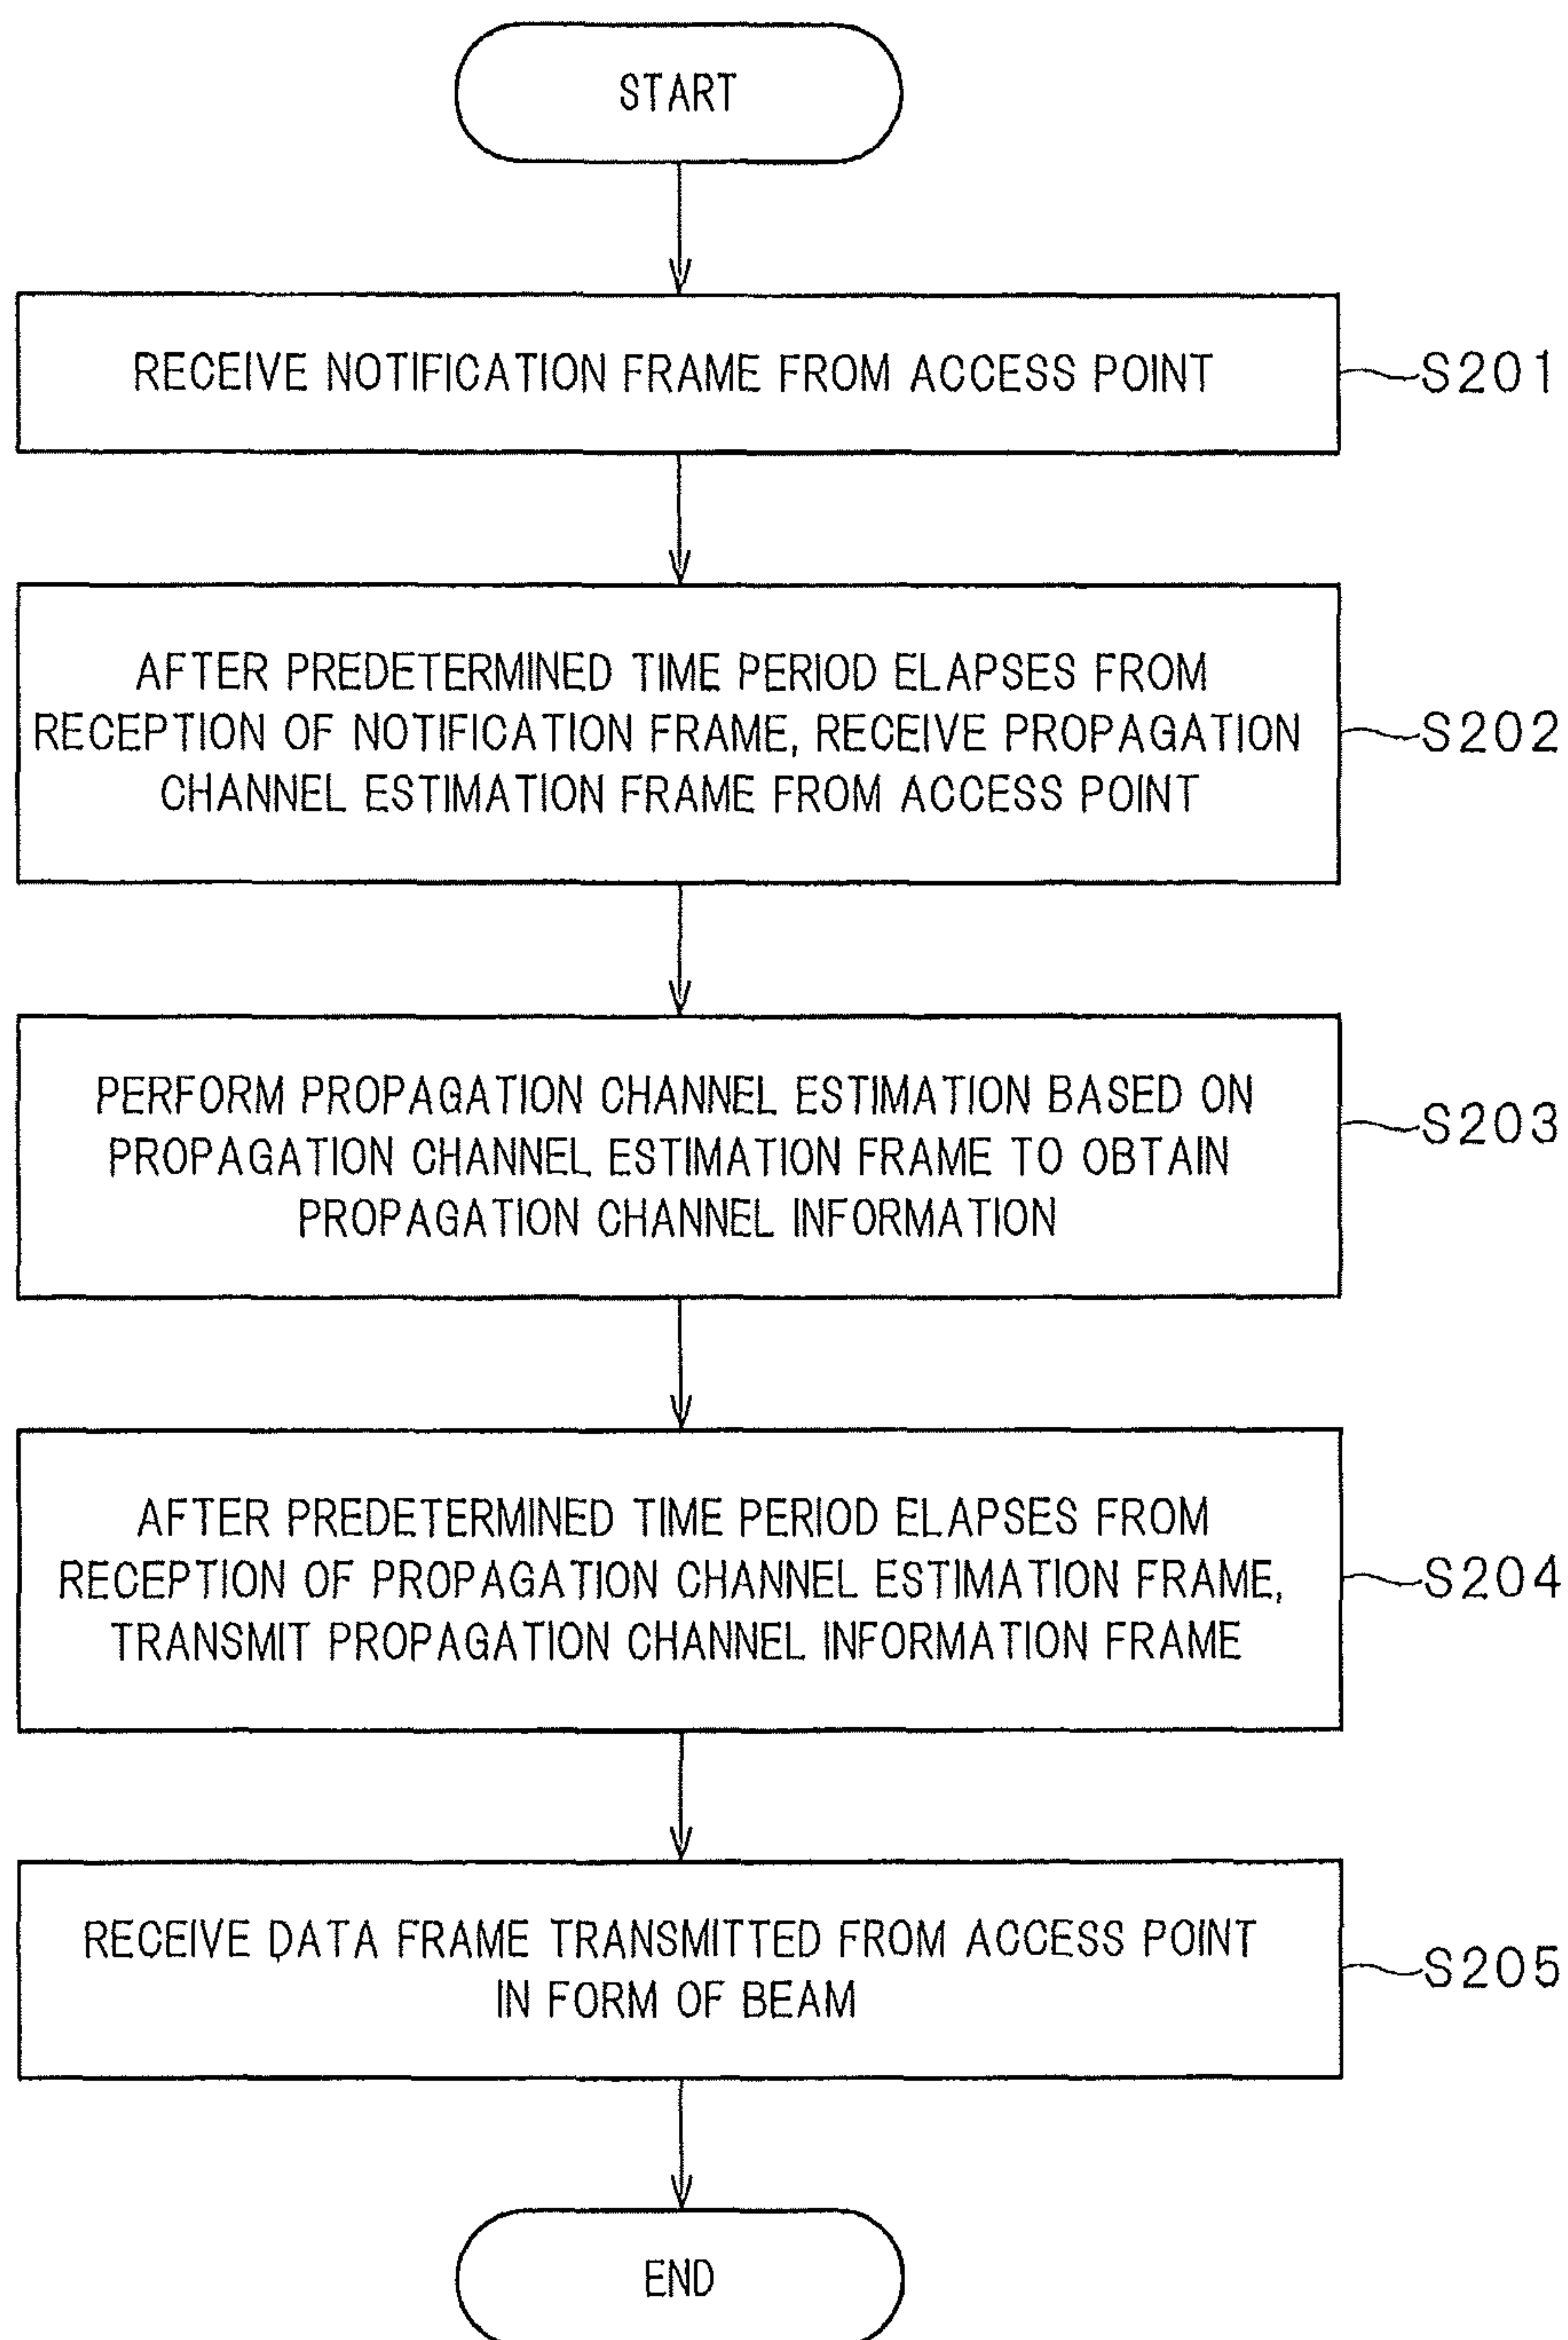 START
RECEIVE NOTIFICATION FRAME FROM ACCESS POINT
S201
AFTER PREDETERMINED TIME PERIOD ELAPSES FROM
RECEPTION OF NOTIFICATION FRAME, RECEIVE PROPAGATION
CHANNEL ESTIMATION FRAME FROM ACCESS POINT
S202
PERFORM PROPAGATION CHANNEL ESTIMATION BASED ON
PROPAGATION CHANNEL ESTIMATION FRAME TO OBTAIN
PROPAGATION CHANNEL INFORMATION
S203
AFTER PREDETERMINED TIME PERIOD ELAPSES FROM
RECEPTION OF PROPAGATION CHANNEL ESTIMATION FRAME,
TRANSMIT PROPAGATION CHANNEL INFORMATION FRAME
S204
RECEIVE DATA FRAME TRANSMITTED FROM ACCESS POINT
IN FORM OF BEAM
S205
END